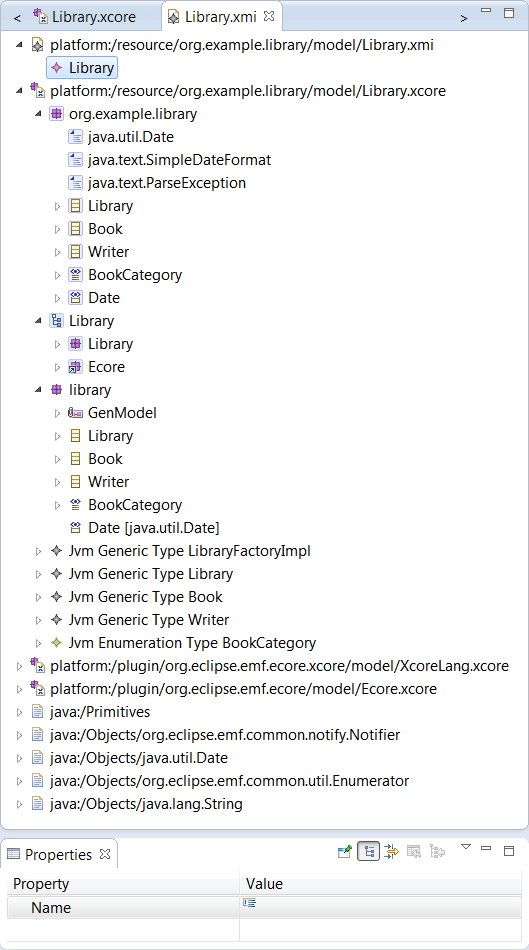 Library.xcore
Library.xmi
platform:/resource/org.example.library/model/Library.xmi
Library
platform:/resource/org.example.library/model/Library.xcore
org.example.library
java.util.Date
java.text.SimpleDateFormat
java.text.ParseException
Library
Book
Writer
BookCategory
Date
Library
Library
Ecore
library
GenModel
Library
Book
Writer
BookCategory
Date [java.util.Date]
Jvm Generic Type LibraryFactoryImpl
Jvm Generic Type Library
Jvm Generic Type Book
Jvm Generic Type Writer
Jvm Enumeration Type BookCategory
platform:/plugin/org.eclipse.emf.ecore.xcore/model/XcoreLang.xcore
platform:/plugin/org.eclipse.emf.ecore/model/Ecore.xcore
java:/Primitives
java:/Objects/org.eclipse.emf.common.notify.Notifier
java:/Objects/java.util.Date
java:/Objects/org.eclipse.emf.common.util.Enumerator
java:/Objects/java.lang.String
Properties
Property Value
Name